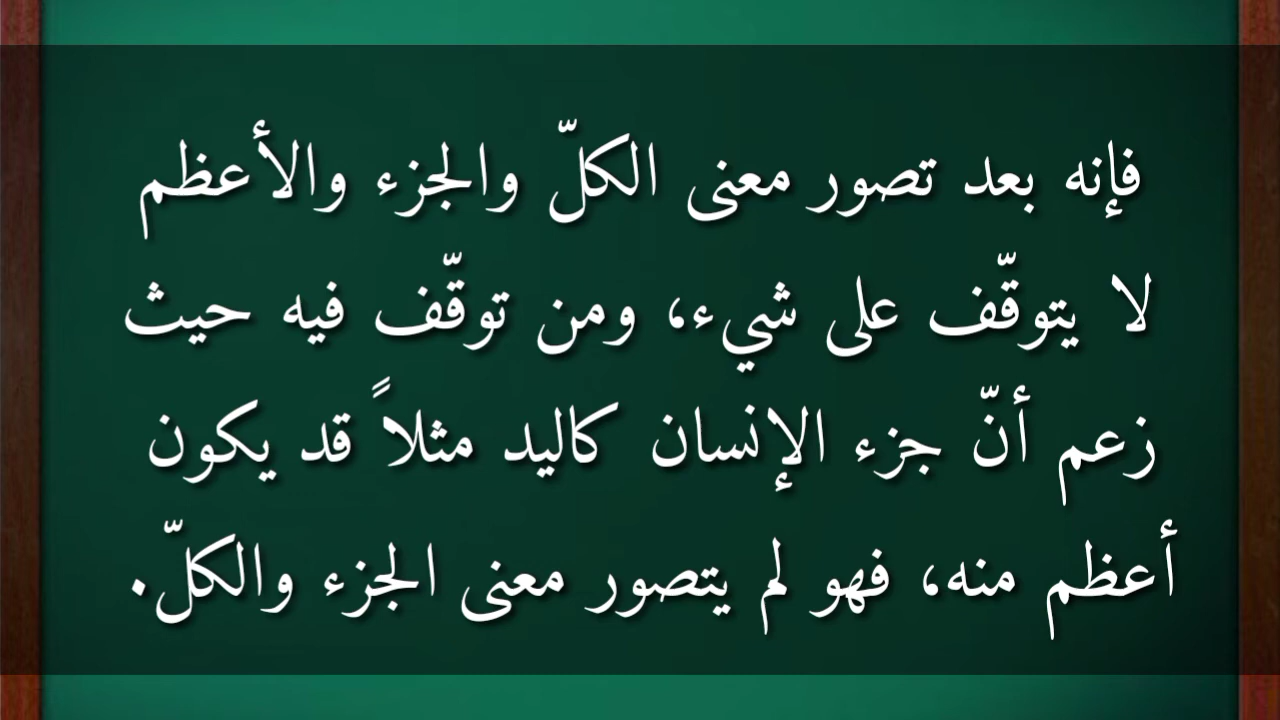 فإنه بعد تصور معنى الكلّ والجزء والأعظم
لا يتوقّف على شيء، ومن توقّف فيه حيث
زعم أنّ جزء الإنسان كاليد مثلاً قد يكون
أعظم منه، فهو لم يتصور معنى الجزء والكلّ.